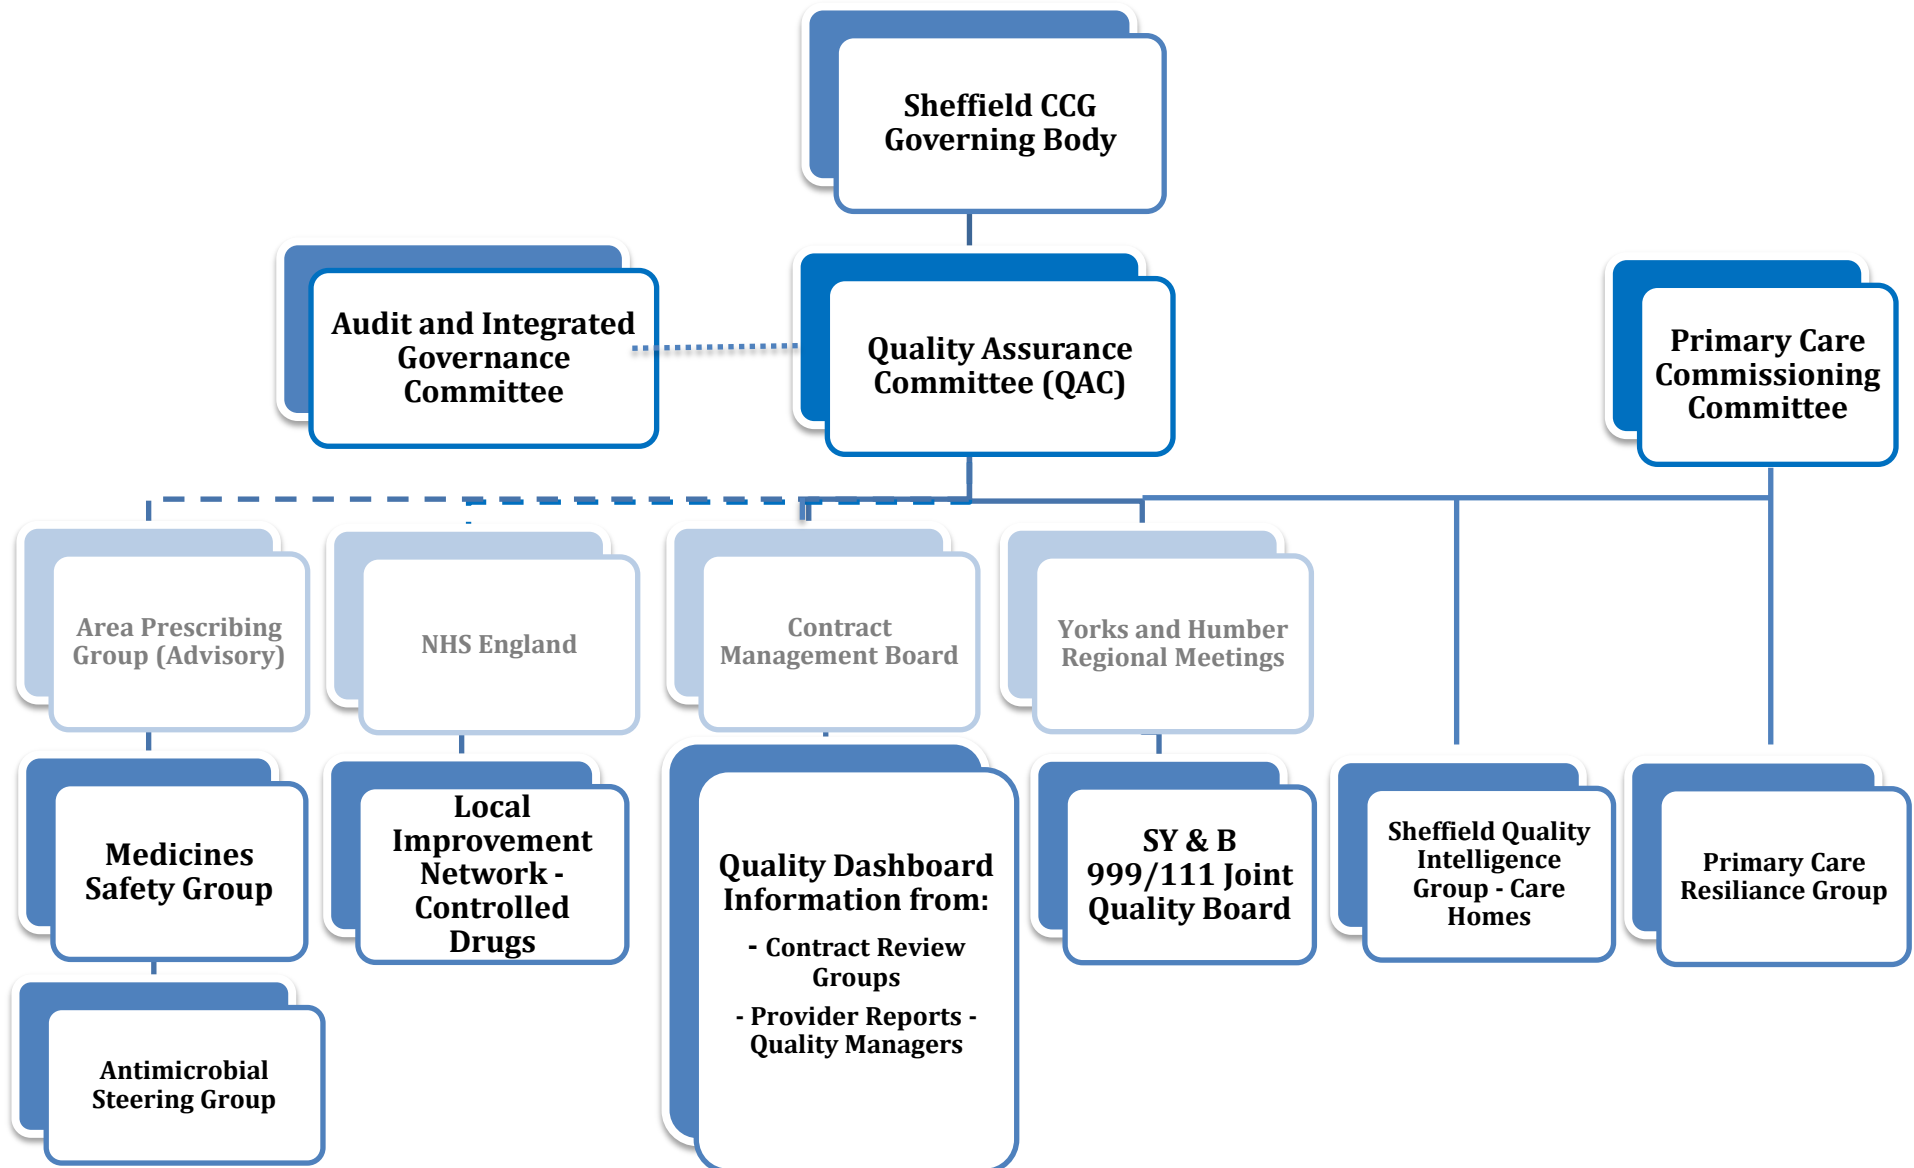 Sheffield CCG
Governing Body
Audit and Integrated
Governance
Committee
Quality Assurance
Committee (QAC)
Primary Care
Commissioning
Committee
Area Prescribing
Group (Advisory)
NHS England
Contract
Management Board
Yorks and Humber
Regional Meetings
Medicines
Safety Group
Local
Improvement
Network -
Controlled
Drugs
Quality Dashboard
Information from:
- Contract Review
Groups
- Provider Reports -
Quality Managers
SY & B
999/111 Joint
Quality Board
Sheffield Quality
Intelligence
Group - Care
Homes
Primary Care
Resiliance Group
Antimicrobial
Steering Group